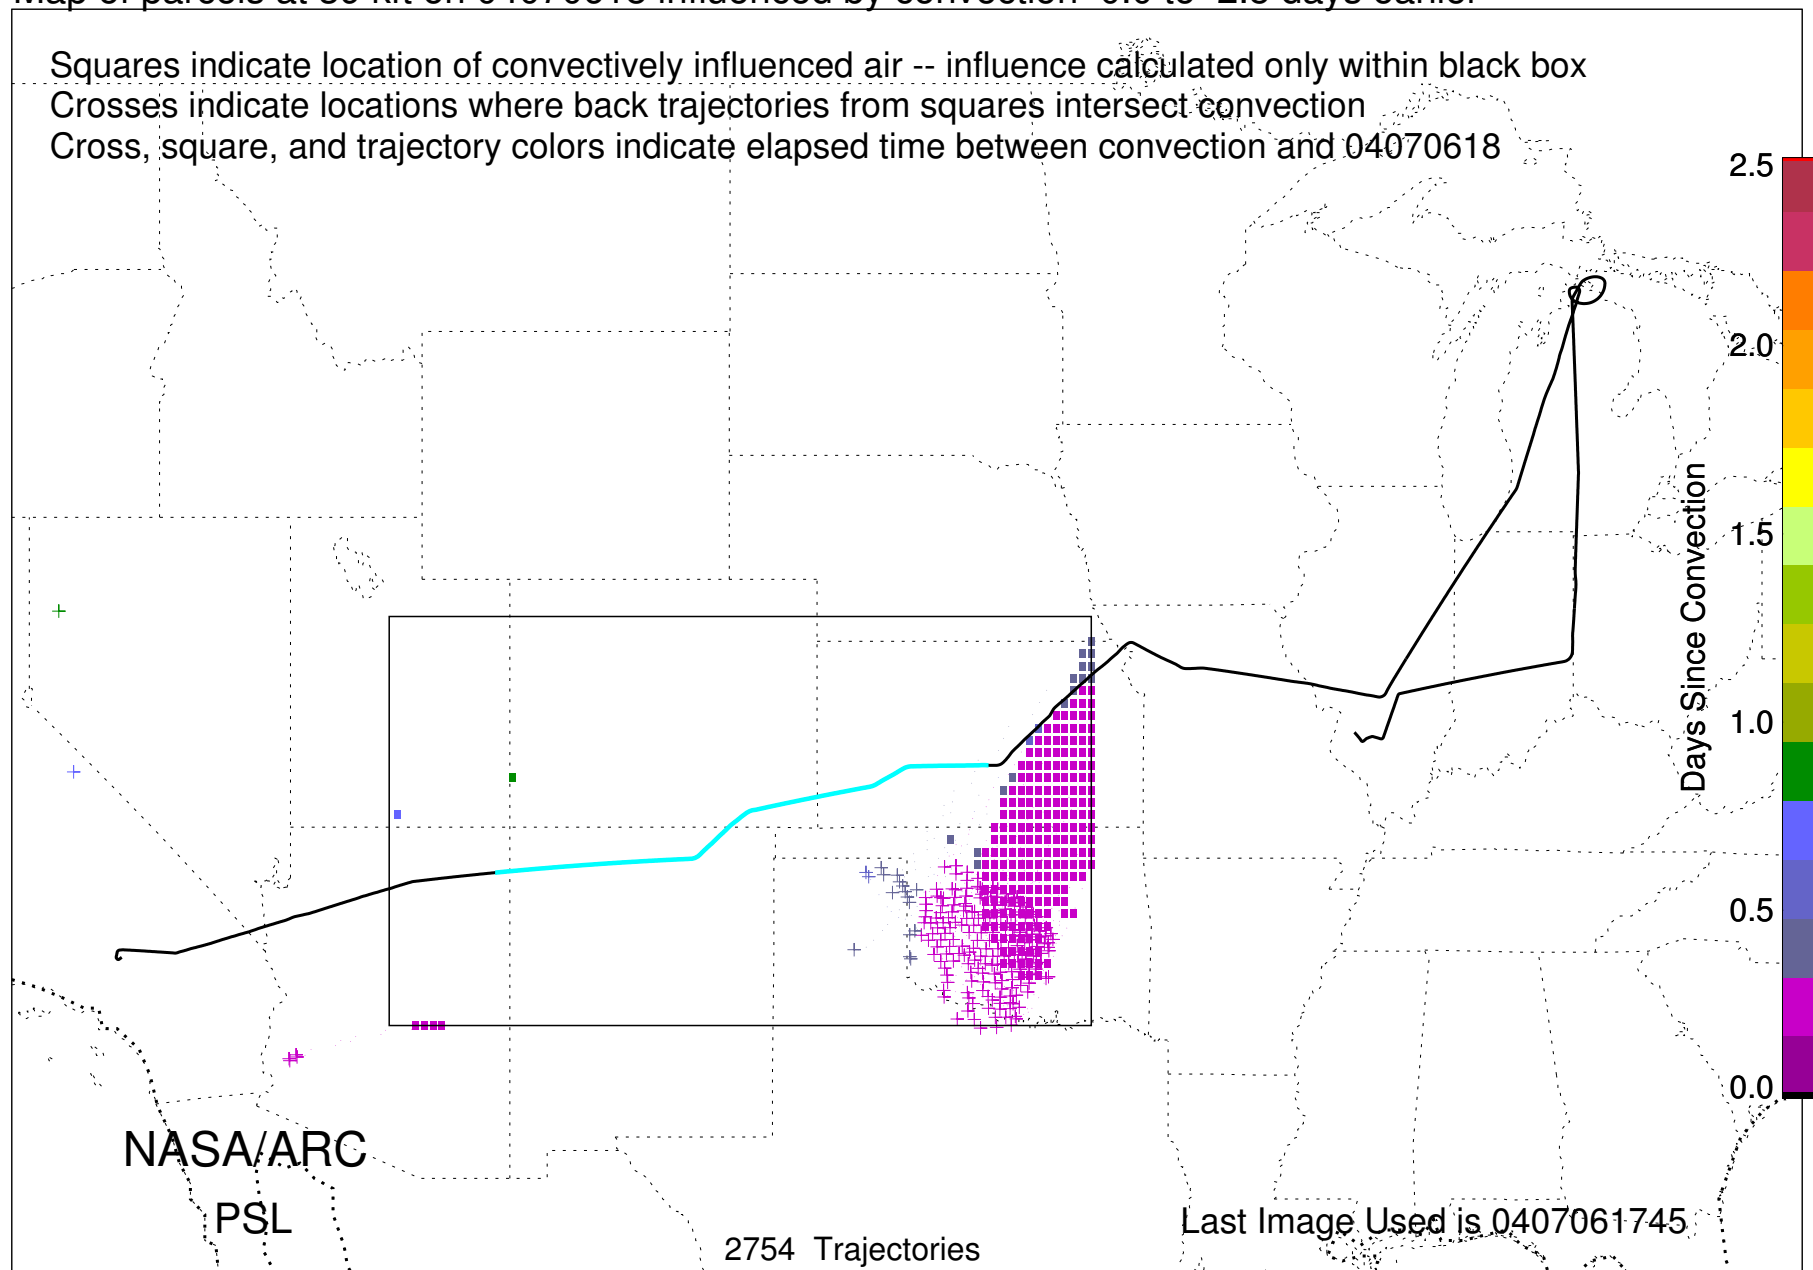 Squares indicate location of convectively influenced air -- influence calculated only within black box
Crosses indicate locations where back trajectories from squares intersect convection
Cross, square, and trajectory colors indicate elapsed time between convection and 04070618
2.5
2.0
1.5
1.0
0.5
0.0
Days Since Convection
NASA/ARC
PSL
2754 Trajectories
Last Image Used is 0407061745